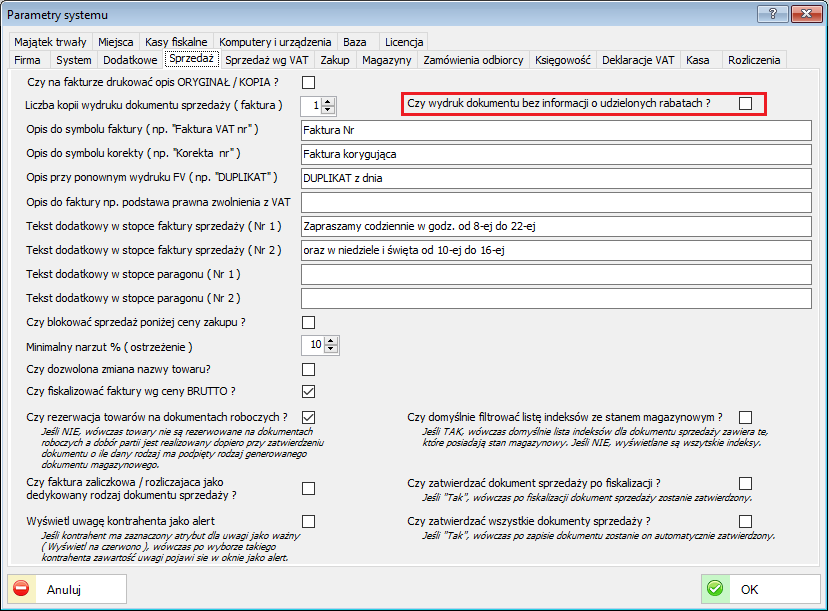 Parametry systemu
?
Majątek trwały Miejsca Kasy fiskalne Komputery i urządzenia Baza Licencja
Firma System Dodatkowe Sprzedaż Sprzedaż wg VAT Zakup Magazyny Zamówienia odbiorcy Księgowość Deklaracje VAT Kasa Rozliczenia
Czy na fakturze drukować opis ORYGINAŁ / KOPIA ?
Liczba kopii wydruku dokumentu sprzedaży ( faktura ) 1 Czy wydruk dokumentu bez informacji o udzielonych rabatach ?
Opis do symbolu faktury ( np. "Faktura VAT nr" ) Faktura Nr
Opis do symbolu korekty ( np. "Korekta nr" ) Faktura korygująca
Opis przy ponownym wydruku FV ( np. "DUPLIKAT" ) DUPLIKAT z dnia
Opis do faktury np. podstawa prawna zwolnienia z VAT
Tekst dodatkowy w stopce faktury sprzedaży ( Nr 1 ) Zapraszamy codziennie w godz. od 8-ej do 22-ej
Tekst dodatkowy w stopce faktury sprzedaży ( Nr 2 ) oraz w niedziele i święta od 10-ej do 16-ej
Tekst dodatkowy w stopce paragonu ( Nr 1 )
Tekst dodatkowy w stopce paragonu ( Nr 2 )
Czy blokować sprzedaż poniżej ceny zakupu ?
Minimalny narzut % ( ostrzeżenie ) 10
Czy dozwolona zmiana nazwy towaru?
Czy fiskalizować faktury wg ceny BRUTTO ?
Czy rezerwacja towarów na dokumentach roboczych ?
Jeśli NIE, wówczas towary nie są rezerwowane na dokumentach
roboczych a dobór partii jest realizowany dopiero przy zatwierdzeniu
dokumentu o ile dany rodzaj ma podpięty rodzaj generowanego
dokumentu magazynowego.
Czy domyślnie filtrować listę indeksów ze stanem magazynowym ?
Jeśli TAK, wówczas domyślnie lista indeksów dla dokumentu sprzedaży zawiera te,
które posiadają stan magazynowy. Jeśli NIE, wyświetlane są wszytskie indeksy.
Czy faktura zaliczkowa / rozliczajaca jako
dedykowany rodzaj dokumentu sprzedaży ?
Czy zatwierdzać dokument sprzedaży po fiskalizacji ?
Jeśli "Tak", wówczas po fiskalizacji dokument sprzedaży zostanie zatwierdzony.
Wyświetl uwagę kontrahenta jako alert
Jeśli kontrahent ma zaznaczony atrybut dla uwagi jako ważny
( Wyświetl na czerwono ), wówczas po wyborze takiego
kontrahenta zawartość uwagi pojawi sie w oknie jako alert.
Czy zatwierdzać wszystkie dokumenty sprzedaży ?
Jeśli "Tak", wówczas po zapisie dokumentu zostanie on automatycznie zatwierdzony.
Anuluj OK